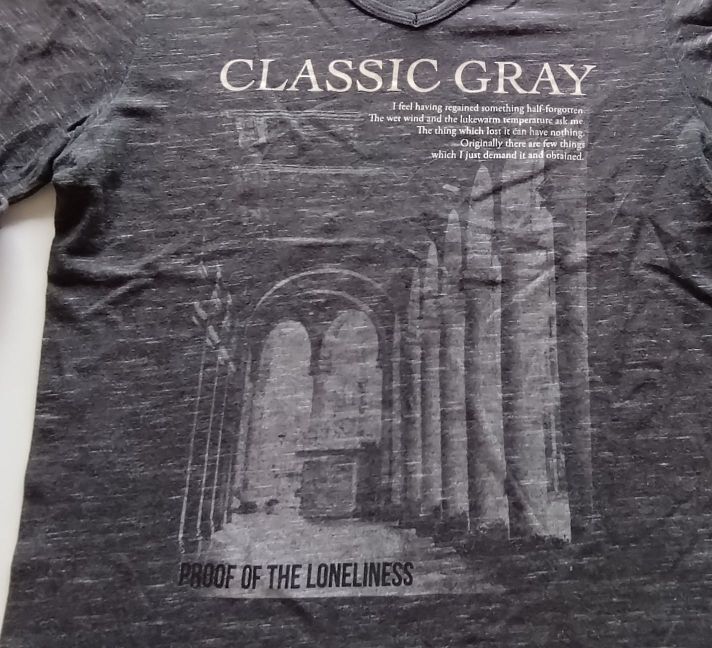 CLASSIC GRAY
I feel having regained something half-forgotten.
The wet wind and the lukewarm temperature ask me
The thing which lost it can have nothing.
Originally there are few things
which I just demand it and obtained.
PROOF OF THE LONELINESS